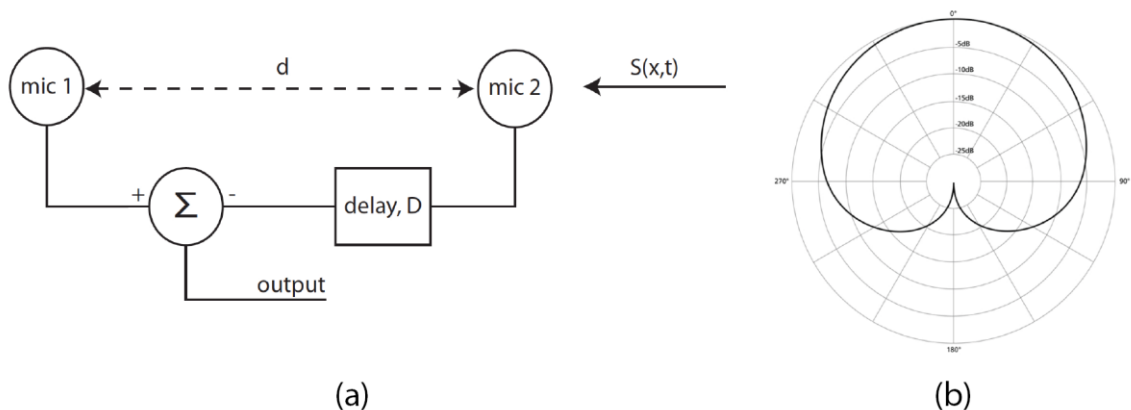 mic 1
d
mic 2
S(x,t)
+
Σ
-
delay, D
output
(a)
0°
-5dB
-10dB
-15dB
-20dB
-25dB
270°
90°
180°
(b)